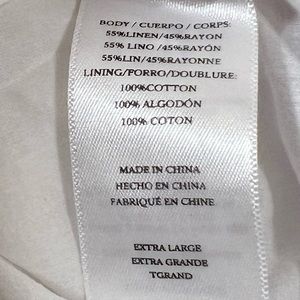 BODY / CUERPO / CORPS:
55%LINEN/45%RAYON
55% LINO /45%RAYÓN
55%LIN/45%RAYONNE
LINING/FORRO/DOUBLURE:
100%COTTON
100% ALGODÓN
100% COTON
MADE IN CHINA
HECHO EN CHINA
FABRIQUÉ EN CHINE
EXTRA LARGE
EXTRA GRANDE
TGRAND